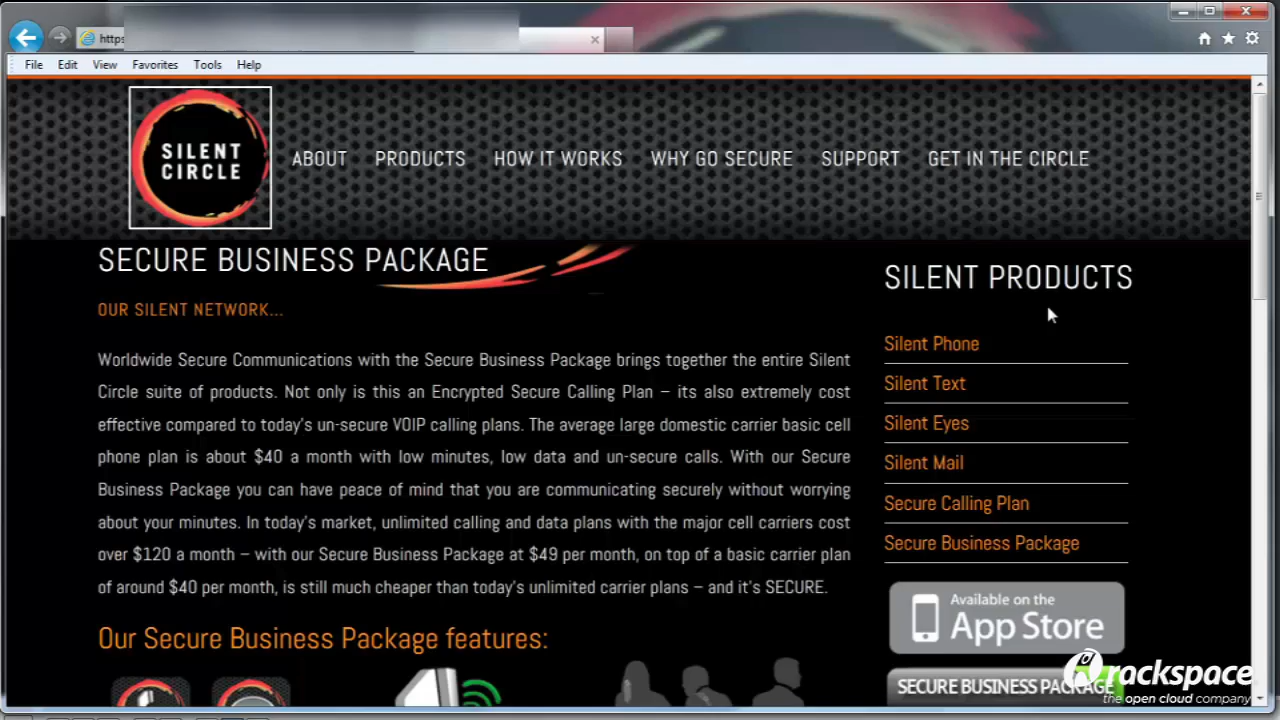 https:
File Edit View Favorites Tools Help
SILENT
CIRCLE
ABOUT PRODUCTS HOW IT WORKS WHY GO SECURE SUPPORT GET IN THE CIRCLE
SECURE BUSINESS PACKAGE
OUR SILENT NETWORK...
Worldwide Secure Communications with the Secure Business Package brings together the entire Silent
Circle suite of products. Not only is this an Encrypted Secure Calling Plan – its also extremely cost
effective compared to today's un-secure VOIP calling plans. The average large domestic carrier basic cell
phone plan is about $40 a month with low minutes, low data and un-secure calls. With our Secure
Business Package you can have peace of mind that you are communicating securely without worrying
about your minutes. In today's market, unlimited calling and data plans with the major cell carriers cost
over $120 a month – with our Secure Business Package at $49 per month, on top of a basic carrier plan
of around $40 per month, is still much cheaper than today's unlimited carrier plans – and it's SECURE.
Our Secure Business Package features:
SILENT PRODUCTS
Silent Phone
Silent Text
Silent Eyes
Silent Mail
Secure Calling Plan
Secure Business Package
Available on the
App Store
SECURE BUSINESS PACKAGE
rackspace
the open cloud company